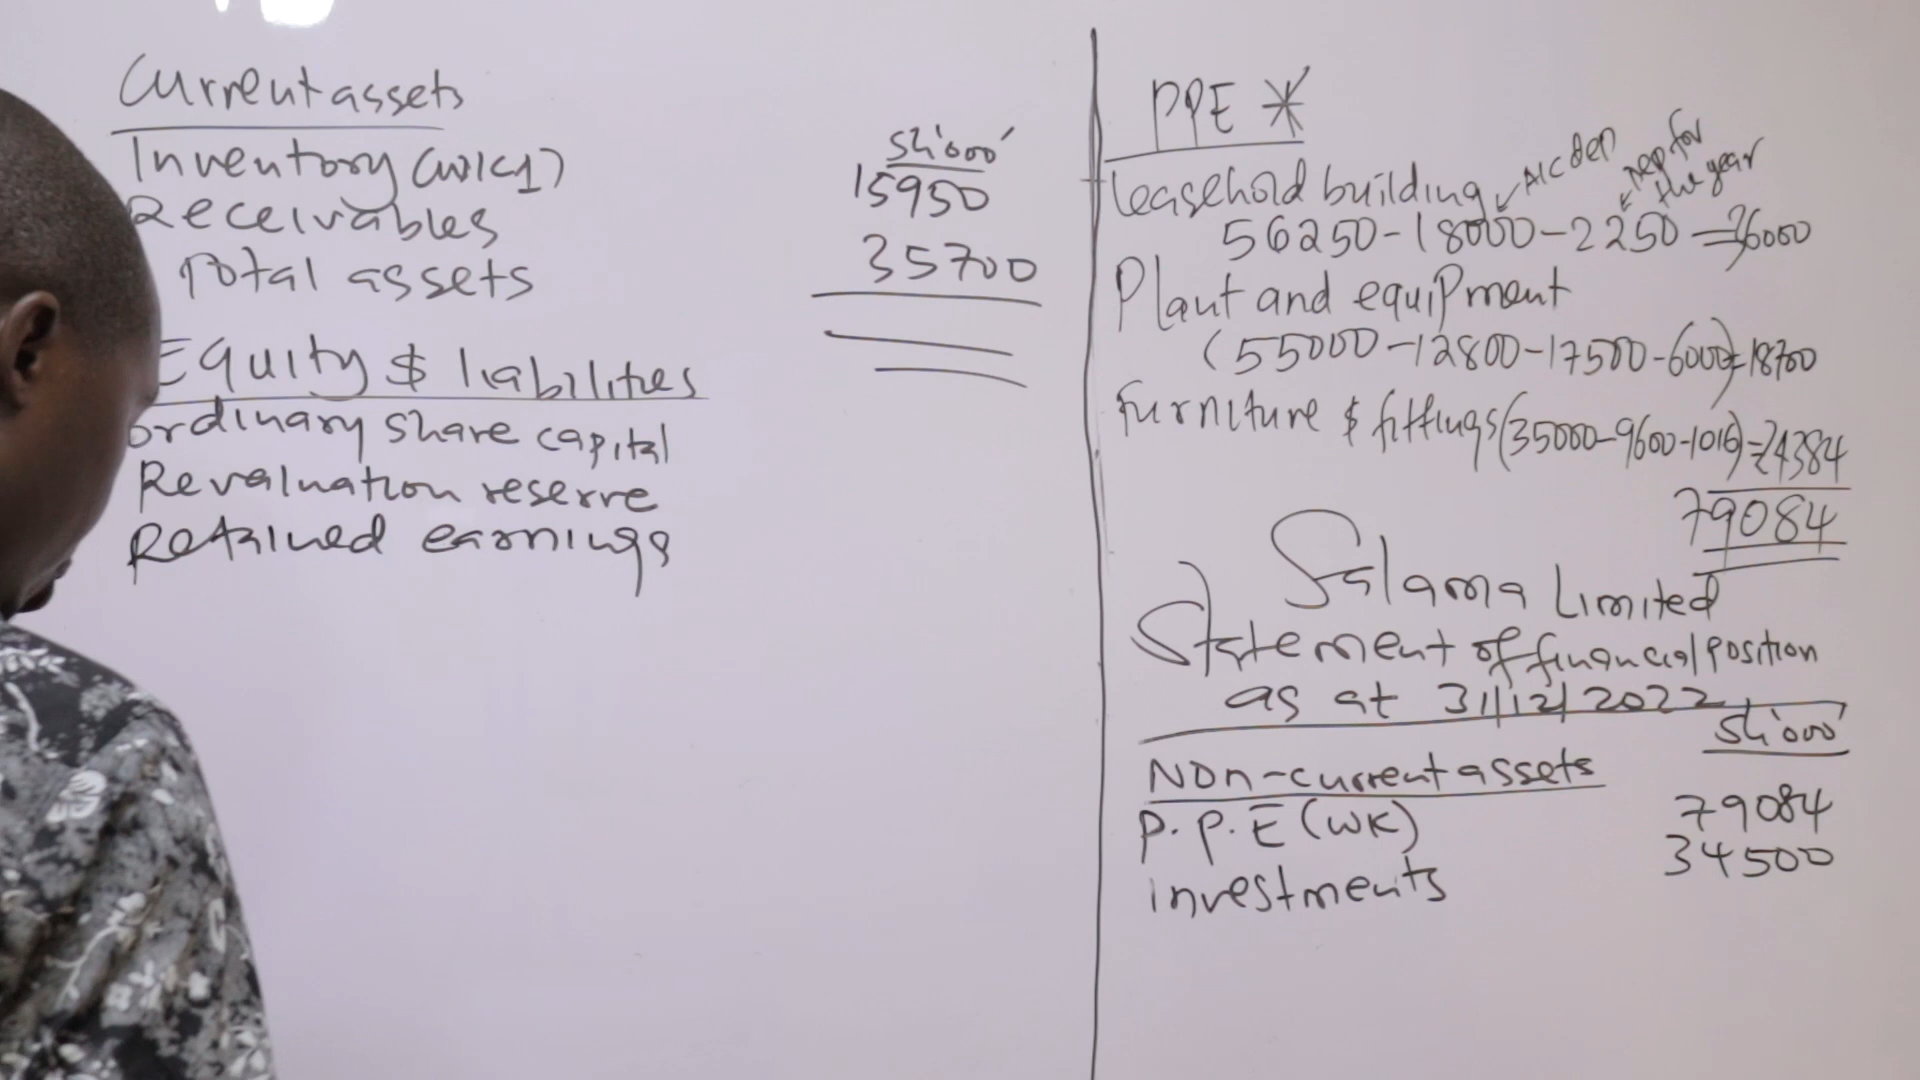 Current assets
sh'000'
Inventory (WK1) 15950
Receivables 35700
Total assets
Equity $ liabilities
ordinary share capital
Revaluation reserve
Retained earnings
PPE *
Leasehold building Acc dep Dep for the year
56250-18000-2250=36000
Plant and equipment
(55000-12800-17500-6000)=18700
Furniture $ fittings(35000-9600-1016)=24384
79084
Salama Limited
Statement of financial position
as at 31/12/2022
sh'000'
Non-current assets
P.P.E (WK) 79084
investments 34500